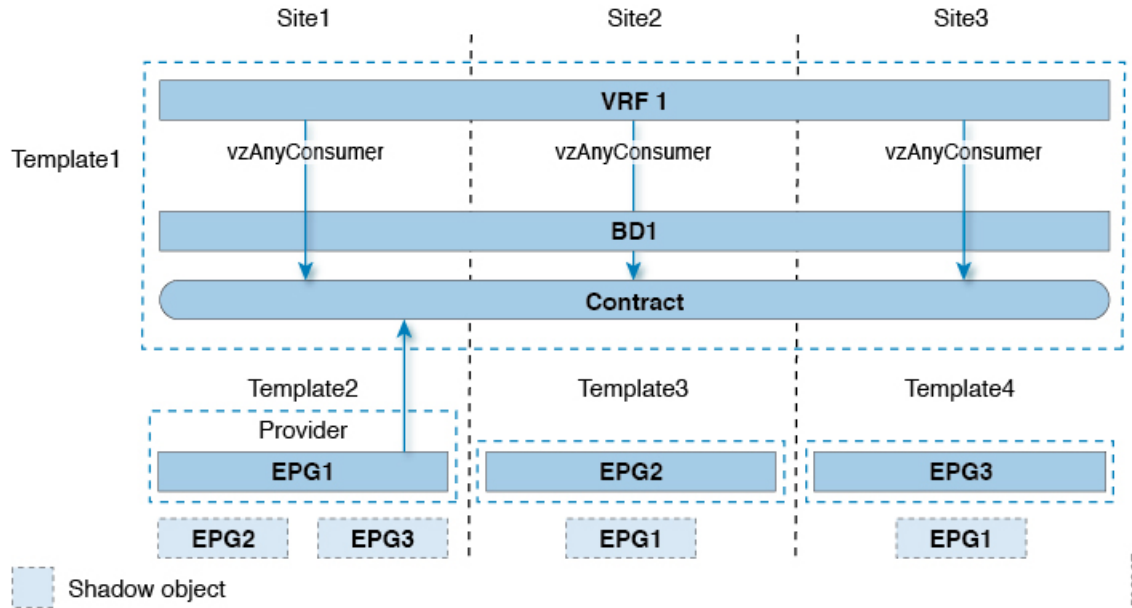 Site1
Site2
Site3
VRF 1
Template1
vzAnyConsumer
vzAnyConsumer
vzAnyConsumer
BD1
Contract
Template2
Template3
Template4
Provider
EPG1
EPG2
EPG3
EPG2
EPG3
EPG1
EPG1
Shadow object